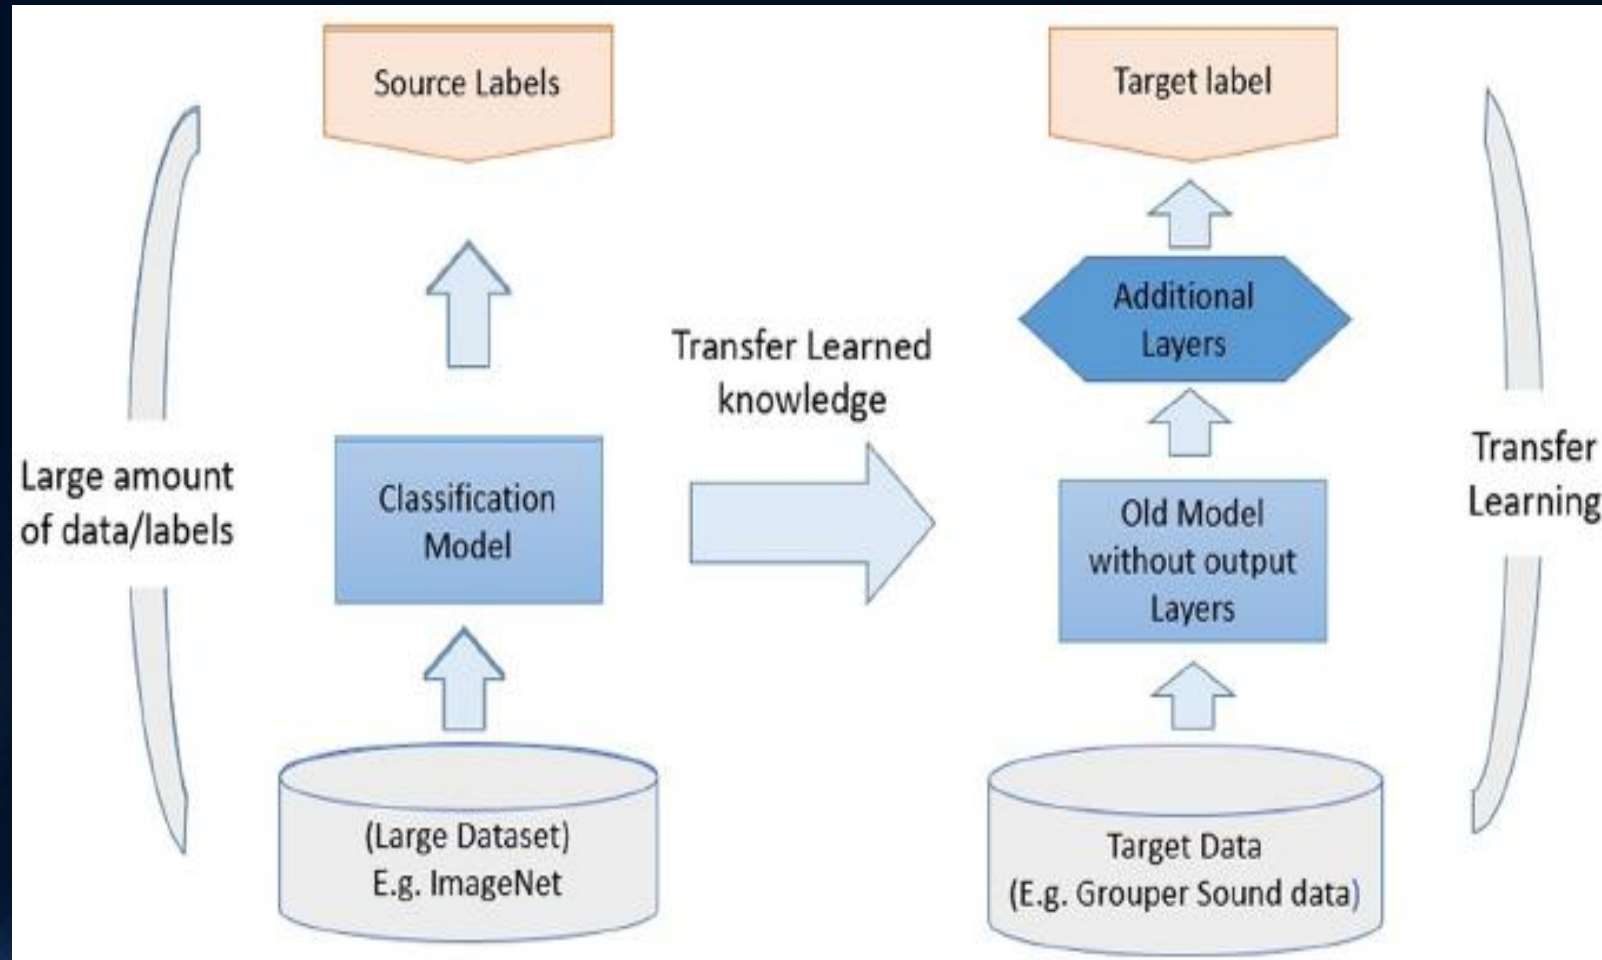 Source Labels
Target label
Additional
Layers
Transfer Learned
knowledge
Large amount
of data/labels
Classification
Model
Old Model
without output
Layers
Transfer
Learning
(Large Dataset)
E.g. ImageNet
Target Data
(E.g. Grouper Sound data)